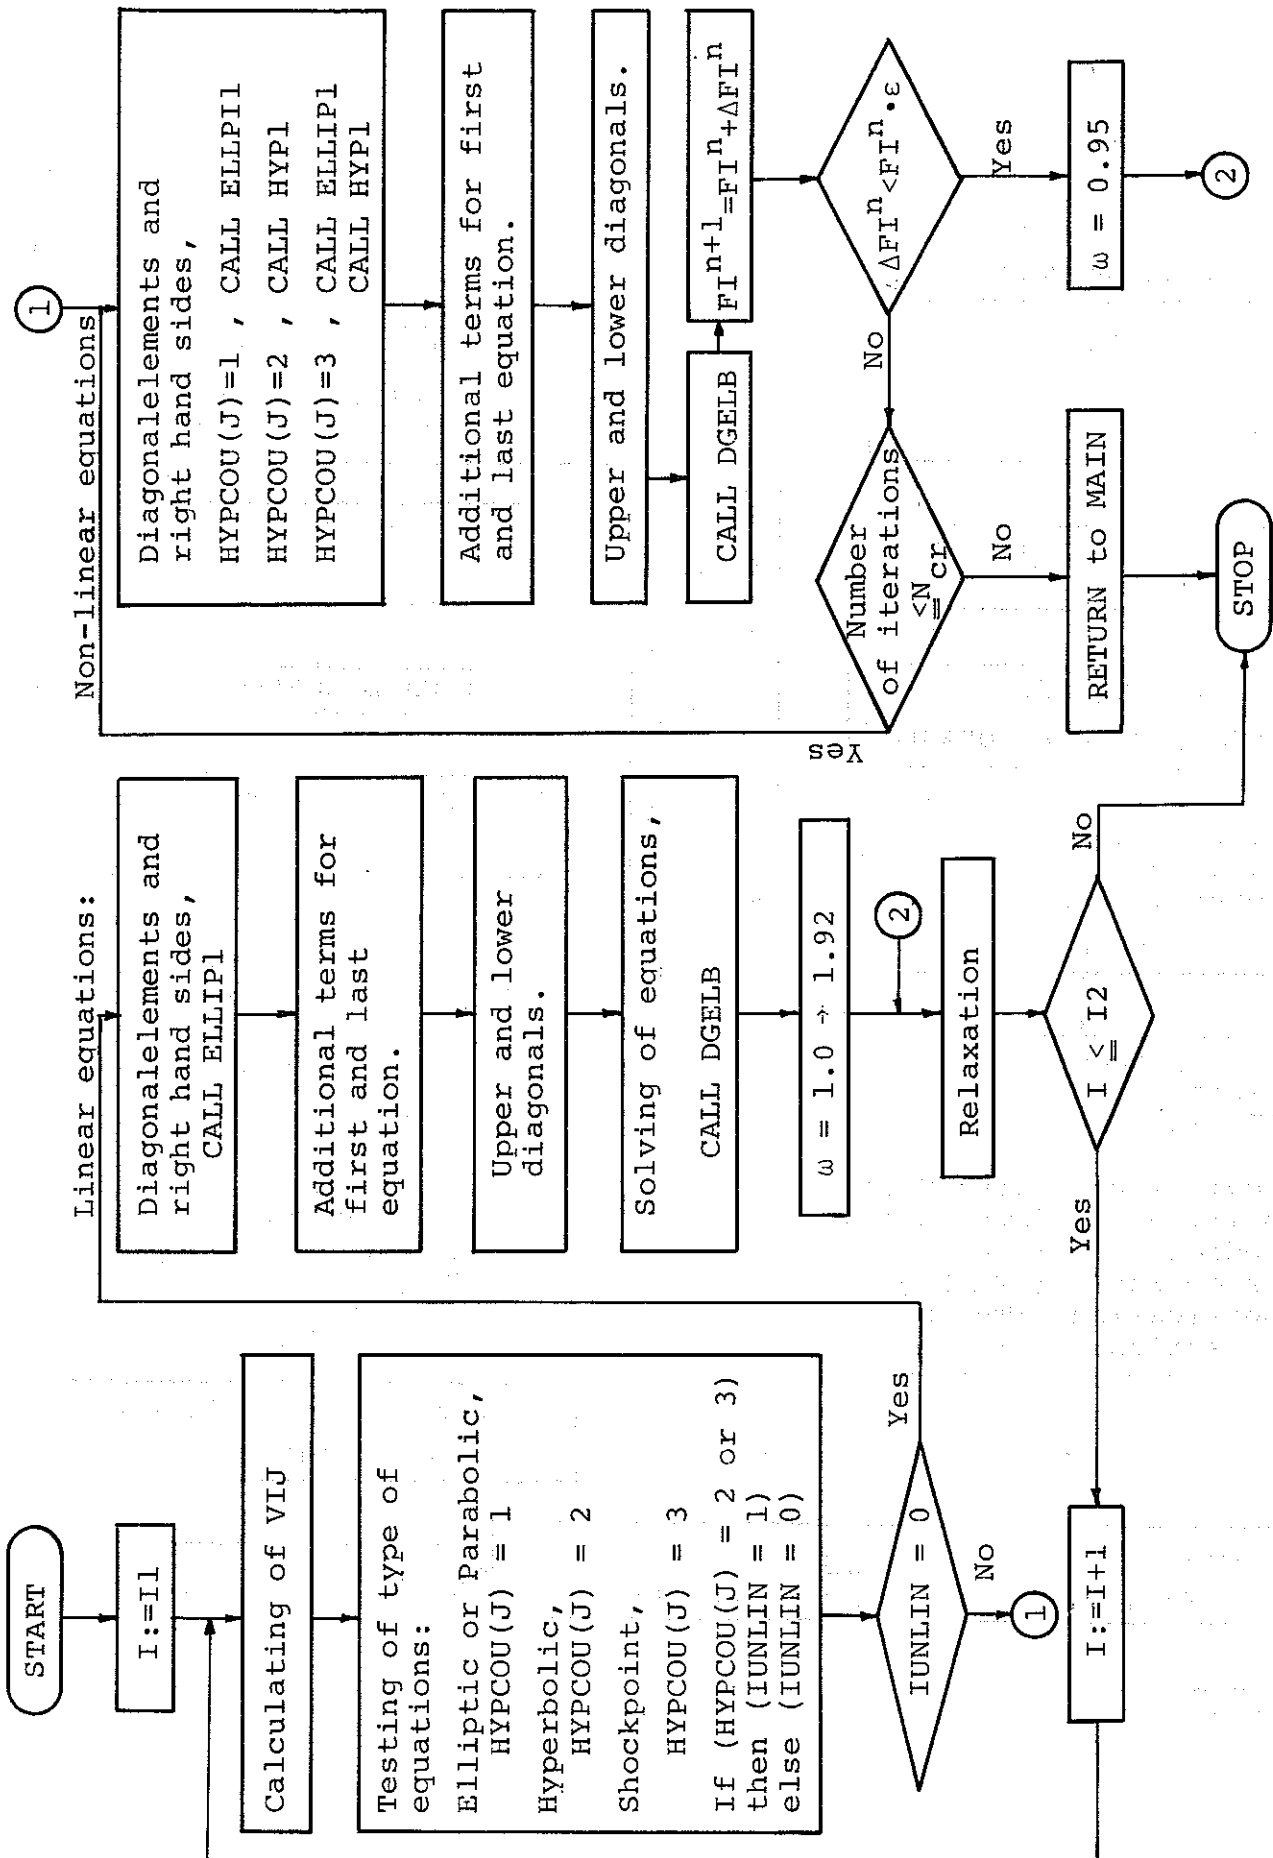 START
I:=I1
Calculating of VIJ
Testing of type of
equations:
Elliptic or Parabolic,
HYPCOU(J) = 1
Hyperbolic,
HYPCOU(J) = 2
Shockpoint,
HYPCOU(J) = 3
If (HYPCOU(J) = 2 or 3)
then (IUNLIN = 1)
else (IUNLIN = 0)
IUNLIN = 0
Yes
No
1
I:=I+1
Linear equations:
Diagonalelements and
right hand sides,
CALL ELLIP1
Additional terms for
first and last
equation.
Upper and lower
diagonals.
Solving of equations,
CALL DGELB
ω = 1.0 → 1.92
2
Relaxation
I ≤ I2
Yes
No
STOP
1
Non-linear equations
Diagonalelements and
right hand sides,
HYPCOU(J)=1 , CALL ELLPI1
HYPCOU(J)=2 , CALL HYP1
HYPCOU(J)=3 , CALL ELLIP1
CALL HYP1
Additional terms for first
and last equation.
Upper and lower diagonals.
CALL DGELB
FIⁿ⁺¹=FIⁿ+ΔFIⁿ
ΔFIⁿ<FIⁿ·ε
No
Yes
Number
of iterations
≤N_cr
Yes
No
RETURN to MAIN
ω = 0.95
2